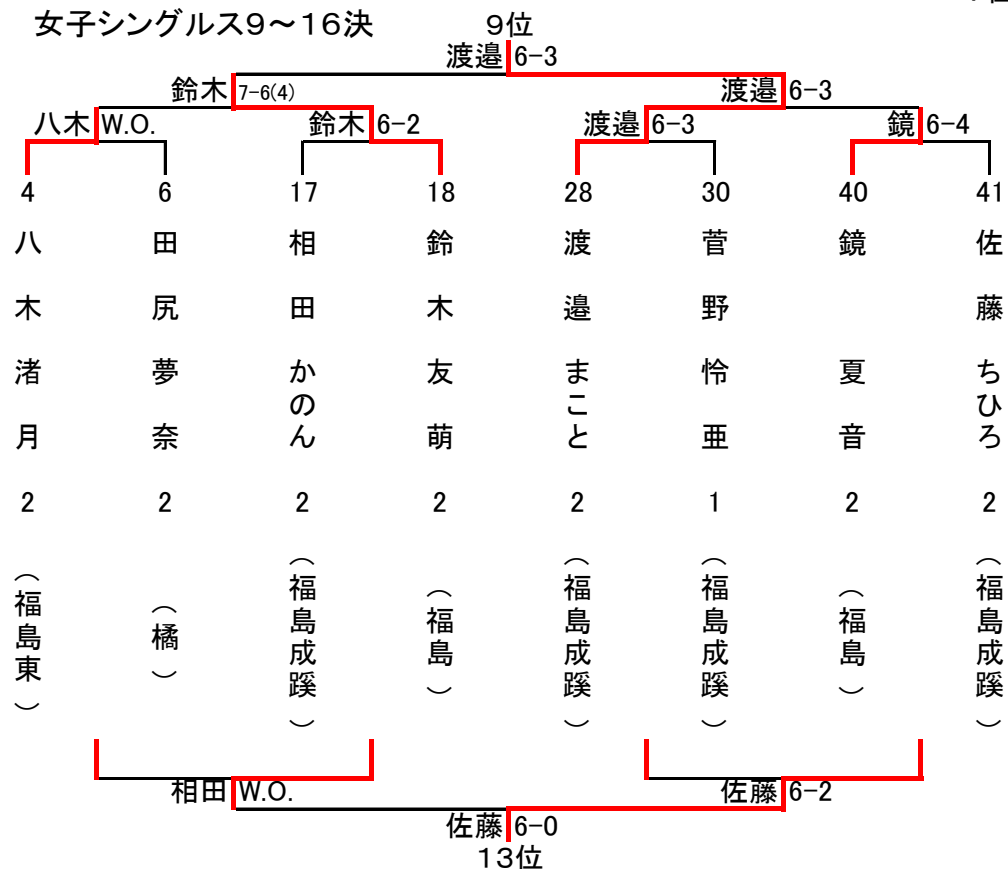 位
女子シングルス9～16決
9位
渡邉 6-3
鈴木 7-6(4)
渡邉 6-3
八木 W.O.
鈴木 6-2
渡邉 6-3
鏡 6-4
4 八木渚月 2 （福島東）
6 田尻夢奈 2 （橘）
17 相田かのん 2 （福島成蹊）
18 鈴木友萌 2 （福島）
28 渡邉まこと 2 （福島成蹊）
30 菅野怜亜 1 （福島成蹊）
40 鏡夏音 2 （福島）
41 佐藤ちひろ 2 （福島成蹊）
相田 W.O.
佐藤 6-2
佐藤 6-0
13位